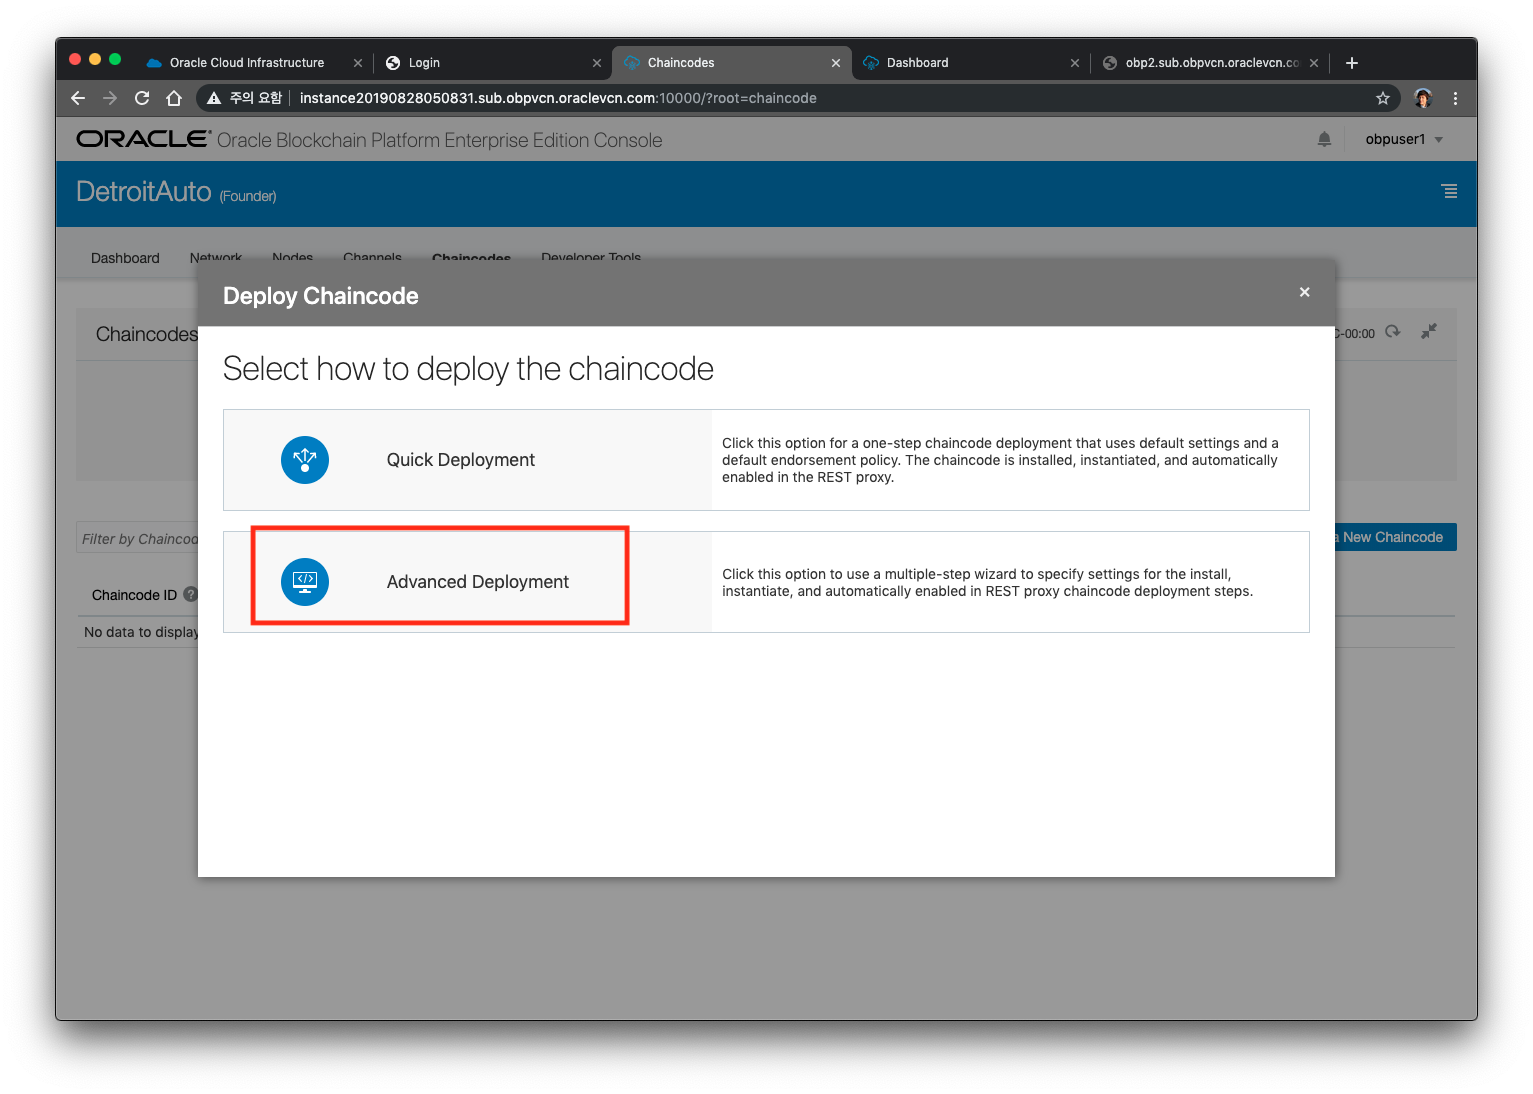 Oracle Cloud Infrastructure
Login
Chaincodes
Dashboard
obp2.sub.obpvcn.oraclevcn.co
주의 요함
instance20190828050831.sub.obpvcn.oraclevcn.com:10000/?root=chaincode
ORACLE® Oracle Blockchain Platform Enterprise Edition Console
obpuser1
DetroitAuto (Founder)
Dashboard
Network
Nodes
Channels
Chaincodes
Developer Tools
Deploy Chaincode
Chaincodes
C-00:00
Select how to deploy the chaincode
Quick Deployment
Click this option for a one-step chaincode deployment that uses default settings and a
default endorsement policy. The chaincode is installed, instantiated, and automatically
enabled in the REST proxy.
Filter by Chaincod
a New Chaincode
Advanced Deployment
Click this option to use a multiple-step wizard to specify settings for the install,
instantiate, and automatically enabled in REST proxy chaincode deployment steps.
Chaincode ID
No data to display